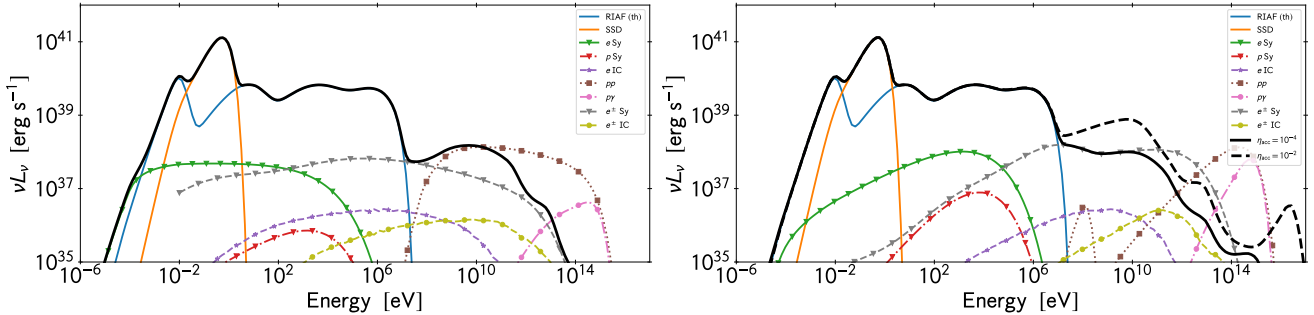 10^41
10^39
10^37
10^35
νL_ν [erg s^−1]
10^−6
10^−2
10^2
10^6
10^10
10^14
Energy [eV]
RIAF (th)
SSD
e Sy
p Sy
e IC
pp
pγ
e^± Sy
e^± IC
10^41
10^39
10^37
10^35
νL_ν [erg s^−1]
10^−6
10^−2
10^2
10^6
10^10
10^14
Energy [eV]
RIAF (th)
SSD
e Sy
p Sy
e IC
pp
pγ
e^± Sy
e^± IC
η_acc = 10^−4
η_acc = 10^−2